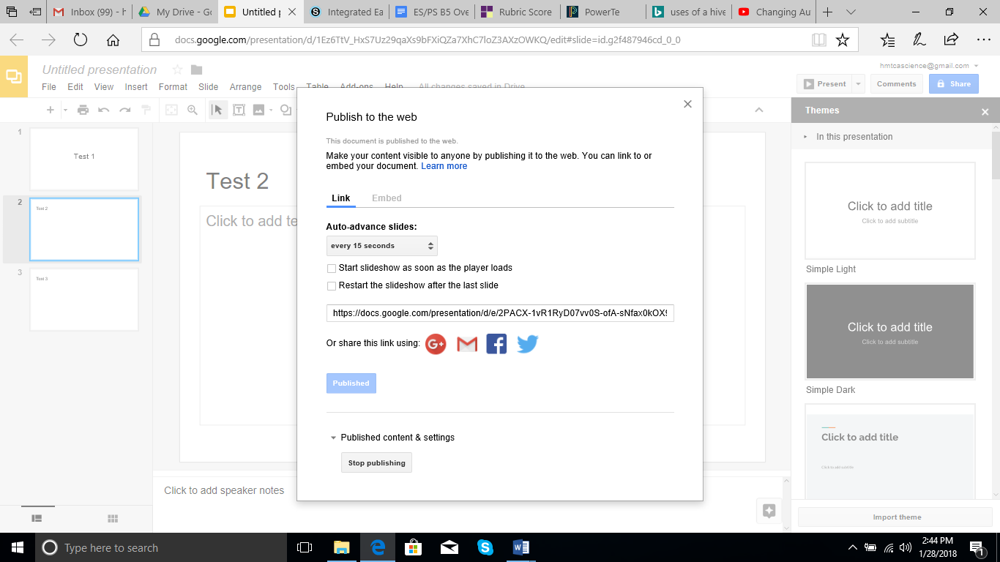 Inbox (99) - h
My Drive - Go
Untitled p
Integrated Ea
ES/PS B5 Ove
Rubric Score
PowerTe
uses of a hive
Changing Au
docs.google.com/presentation/d/1Ez6TtV_HxS7Uz29qaXs9bFXiQZa7XhC7loZ3AXzOWKQ/edit#slide=id.g2f487946cd_0_0
Untitled presentation
hmtcascience@gmail.com
File Edit View Insert Format Slide Arrange Tools Table Add-ons Help All changes saved in Drive
Present
Comments
Share
1
Test 1
2
Test 2
3
Test 3
Test 2
Click to add te
Click to add speaker notes
Publish to the web
This document is published to the web.
Make your content visible to anyone by publishing it to the web. You can link to or
embed your document. Learn more
Link Embed
Auto-advance slides:
every 15 seconds
Start slideshow as soon as the player loads
Restart the slideshow after the last slide
https://docs.google.com/presentation/d/e/2PACX-1vR1RyD07vv0S-ofA-sNfax0kOX9
Or share this link using:
G+
Published
Published content & settings
Stop publishing
Themes
In this presentation
Click to add title
Click to add subtitle
Simple Light
Click to add title
Click to add subtitle
Simple Dark
Click to add title
Click to add subtitle
Import theme
Type here to search
2:44 PM
1/28/2018
1